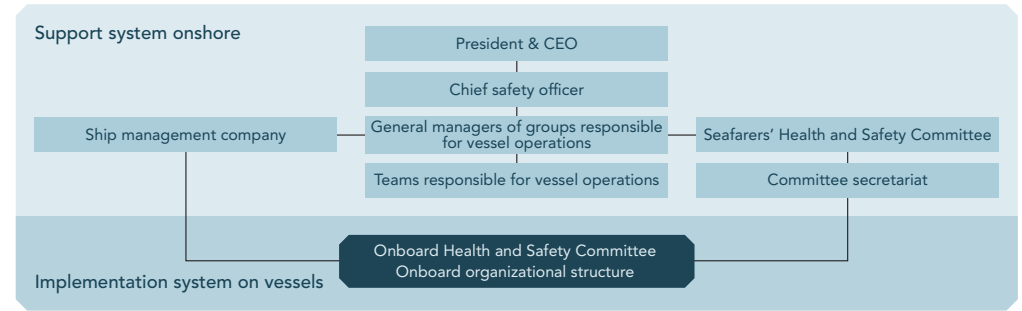 Support system onshore
President & CEO
Chief safety officer
Ship management company
General managers of groups responsible
for vessel operations
Seafarers’ Health and Safety Committee
Teams responsible for vessel operations
Committee secretariat
Onboard Health and Safety Committee
Onboard organizational structure
Implementation system on vessels